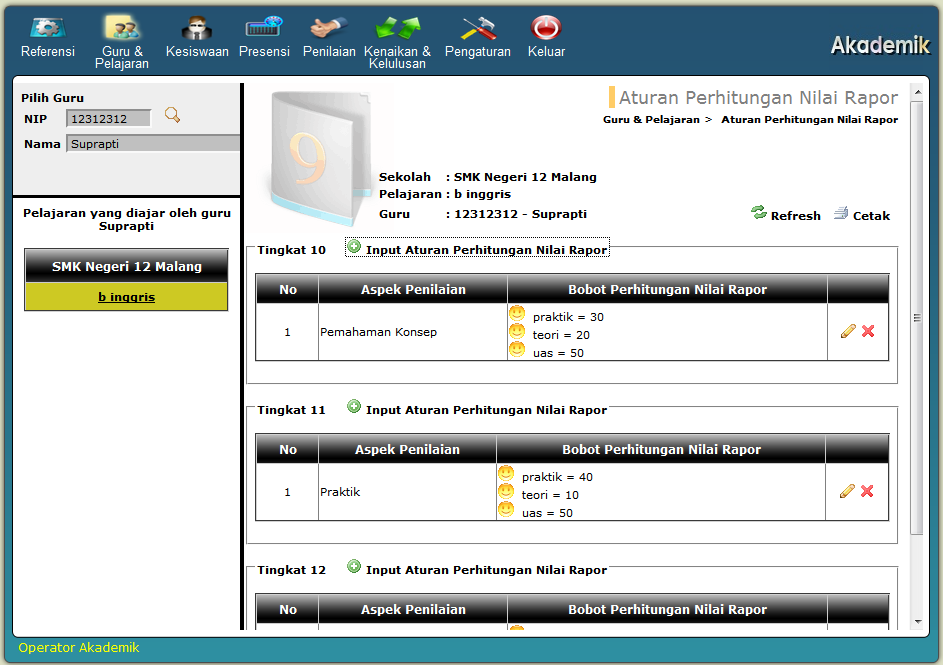 Referensi
Guru & Pelajaran
Kesiswaan
Presensi
Penilaian
Kenaikan & Kelulusan
Pengaturan
Keluar
Akademik
Pilih Guru
NIP 12312312
Nama Suprapti
Pelajaran yang diajar oleh guru
Suprapti
SMK Negeri 12 Malang
b inggris
9
Aturan Perhitungan Nilai Rapor
Guru & Pelajaran > Aturan Perhitungan Nilai Rapor
Sekolah : SMK Negeri 12 Malang
Pelajaran : b inggris
Guru : 12312312 - Suprapti
Refresh Cetak
Tingkat 10 Input Aturan Perhitungan Nilai Rapor
No Aspek Penilaian Bobot Perhitungan Nilai Rapor
1 Pemahaman Konsep
praktik = 30
teori = 20
uas = 50
Tingkat 11 Input Aturan Perhitungan Nilai Rapor
No Aspek Penilaian Bobot Perhitungan Nilai Rapor
1 Praktik
praktik = 40
teori = 10
uas = 50
Tingkat 12 Input Aturan Perhitungan Nilai Rapor
No Aspek Penilaian Bobot Perhitungan Nilai Rapor
Operator Akademik